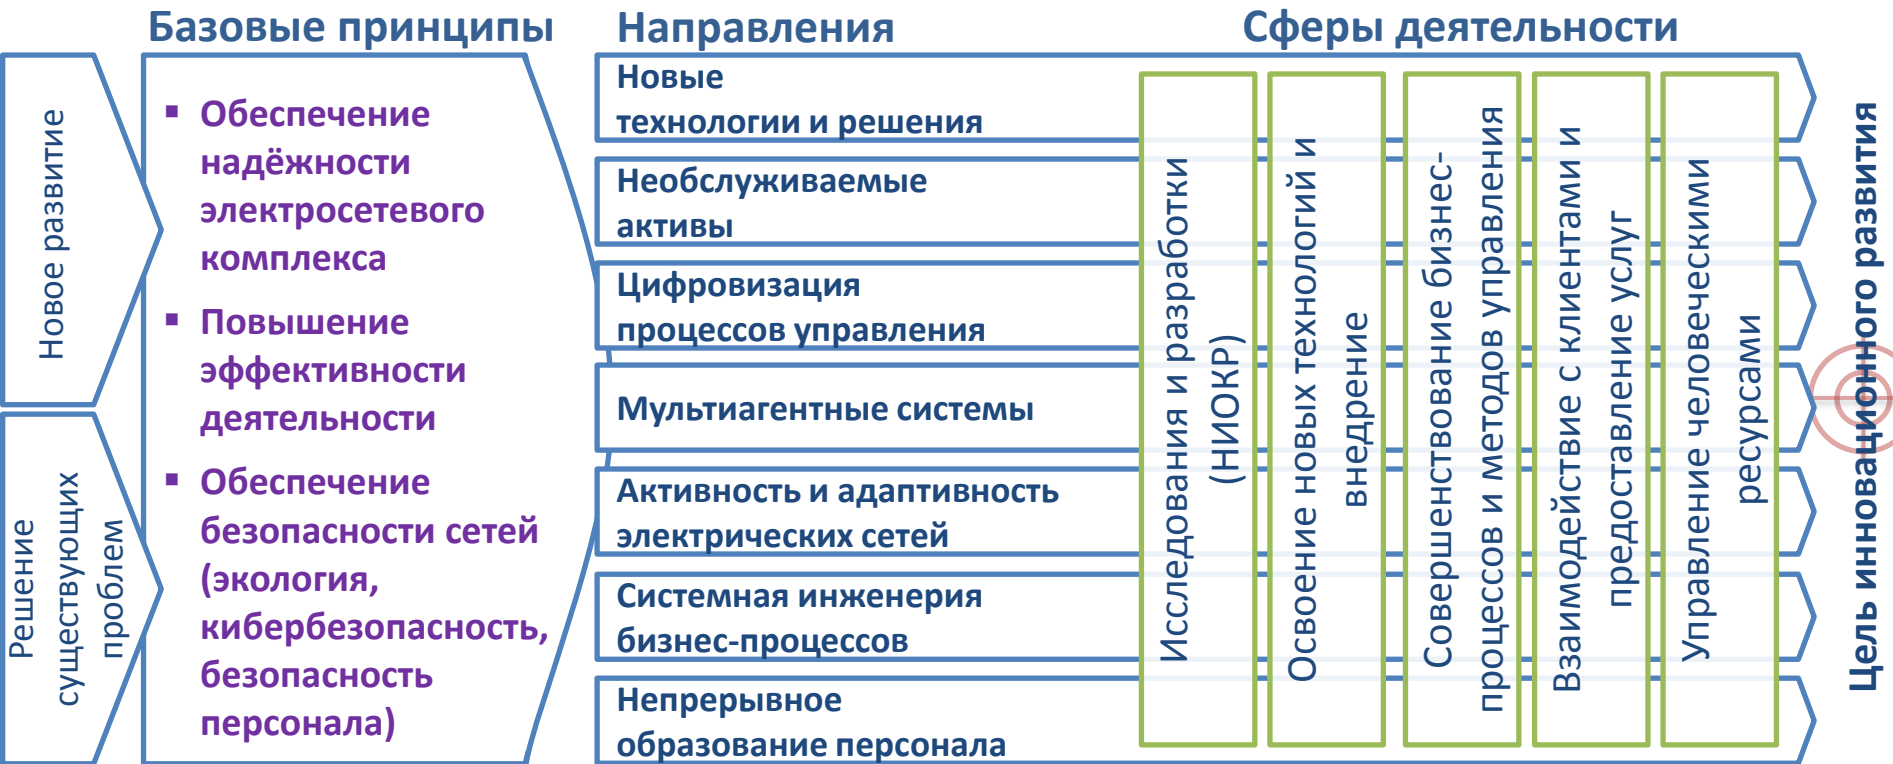 Базовые принципы
Направления
Сферы деятельности
Новое развитие
Решение
существующих
проблем
▪ Обеспечение
надёжности
электросетевого
комплекса
▪ Повышение
эффективности
деятельности
▪ Обеспечение
безопасности сетей
(экология,
кибербезопасность,
безопасность
персонала)
Новые
технологии и решения
Необслуживаемые
активы
Цифровизация
процессов управления
Мультиагентные системы
Активность и адаптивность
электрических сетей
Системная инженерия
бизнес-процессов
Непрерывное
образование персонала
Исследования и разработки
(НИОКР)
Освоение новых технологий и
внедрение
Совершенствование бизнес-
процессов и методов управления
Взаимодействие с клиентами и
предоставление услуг
Управление человеческими
ресурсами
Цель инновационного развития